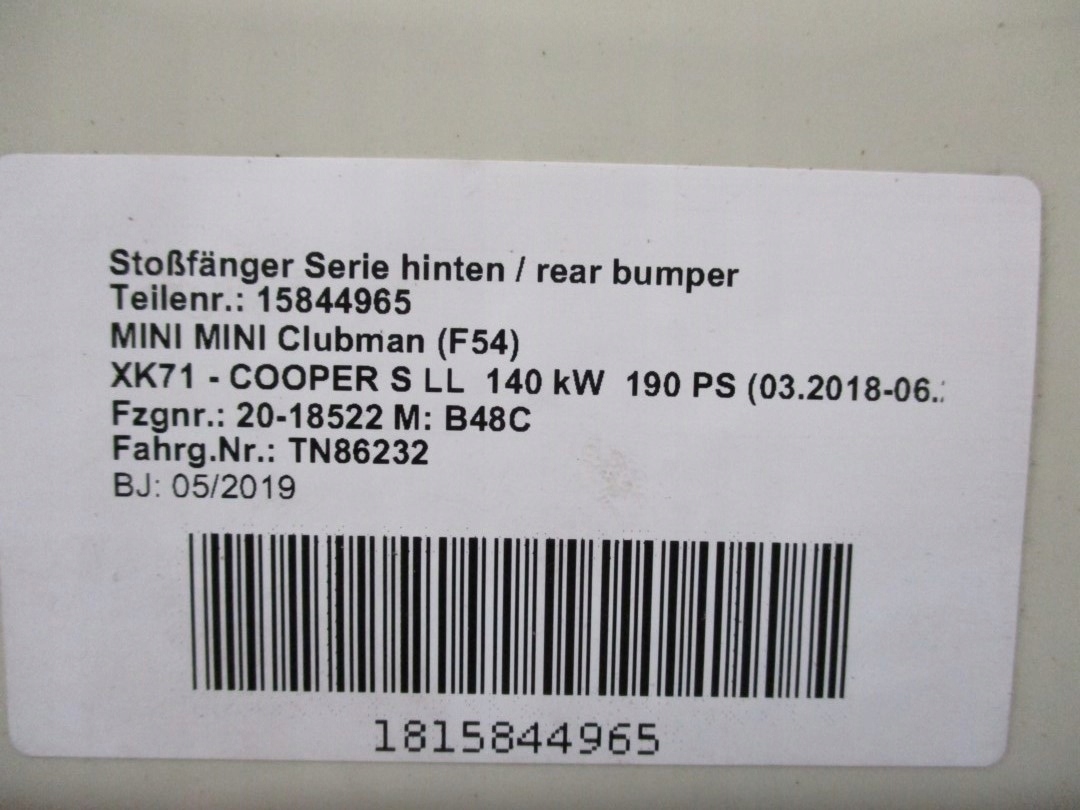 Stoßfänger Serie hinten / rear bumper
Teilenr.: 15844965
MINI MINI Clubman (F54)
XK71 - COOPER S LL 140 kW 190 PS (03.2018-06.
Fzgnr.: 20-18522 M: B48C
Fahrg.Nr.: TN86232
BJ: 05/2019
1815844965